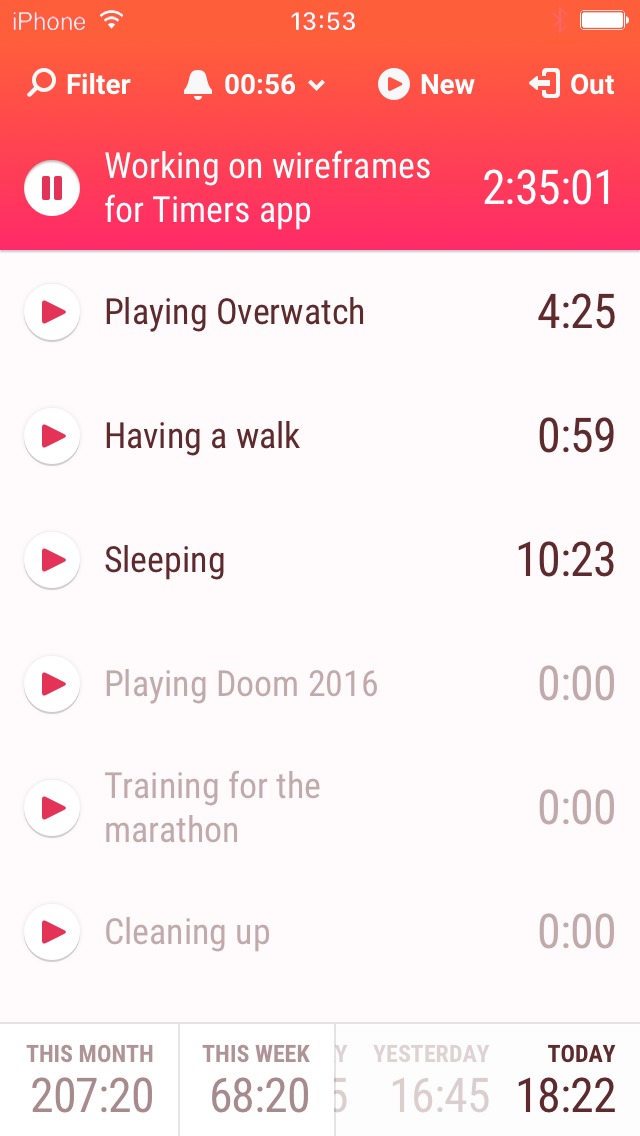 iPhone 13:53
Filter 00:56 New Out
Working on wireframes
for Timers app
2:35:01
Playing Overwatch 4:25
Having a walk 0:59
Sleeping 10:23
Playing Doom 2016 0:00
Training for the
marathon
0:00
Cleaning up 0:00
THIS MONTH THIS WEEK Y YESTERDAY TODAY
207:20 68:20 5 16:45 18:22